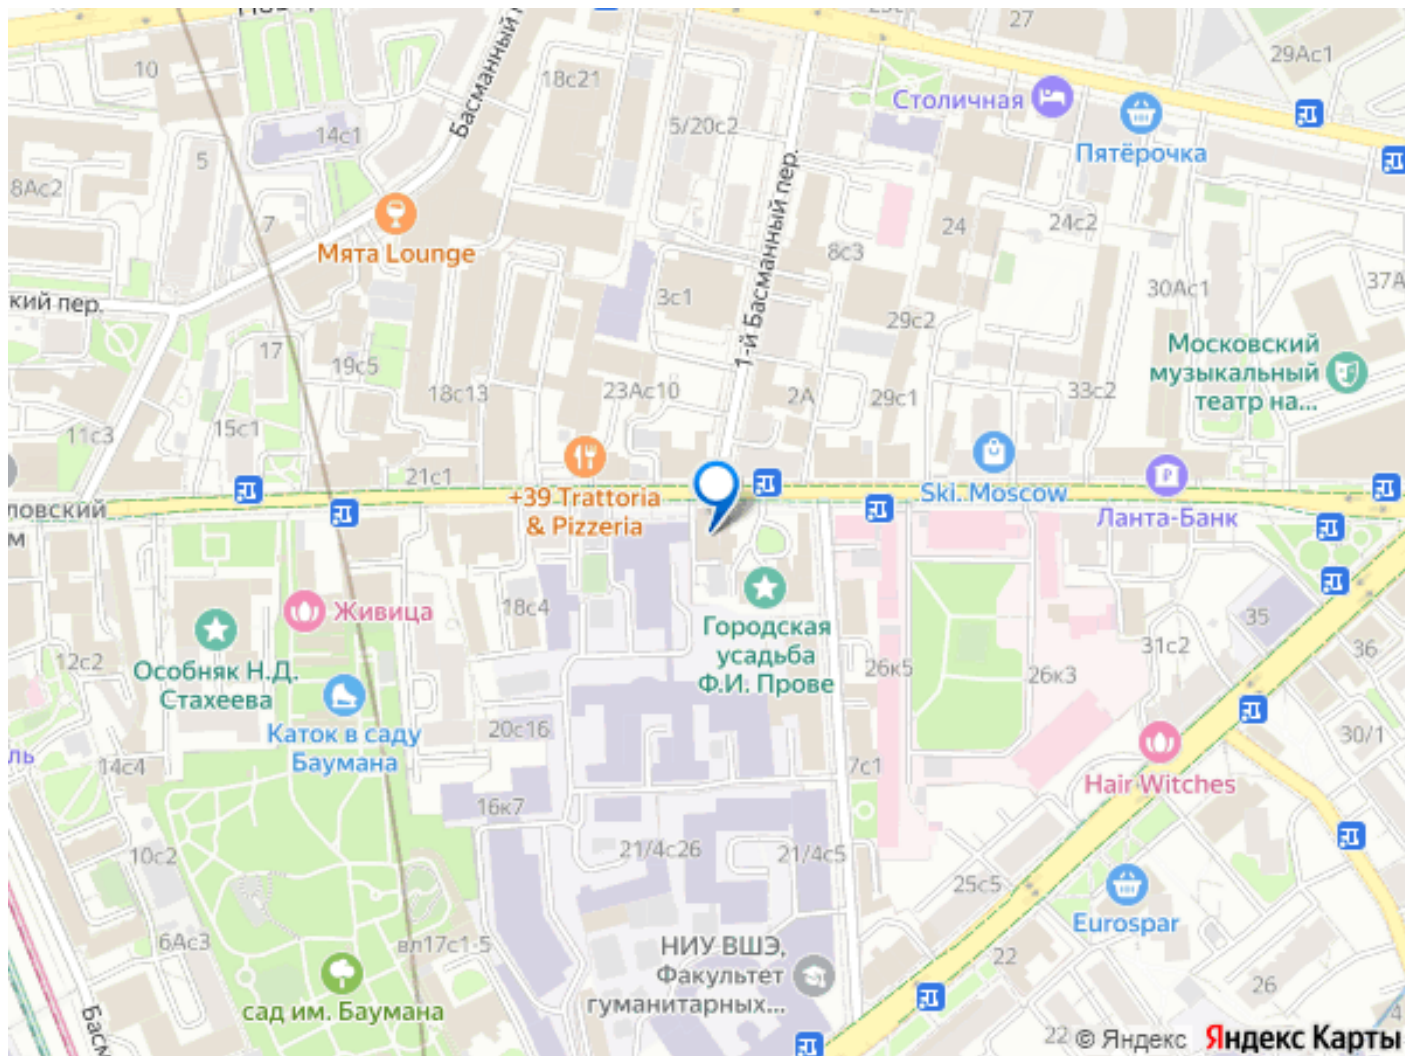 27
29Ас1
10
18с21
Басманный п
Столичная
14с1
5/20с2
Пятёрочка
5
8Ас2
7
24
24с2
Мята Lounge
8с3
37А
кий пер.
3с1
1-й Басманный пер.
30Ас1
29с2
17
19с5
Московский
музыкальный
театр на...
23Ас10
2А
29с1
33с2
18с13
15с1
11с3
21с1
+39 Trattoria
& Pizzeria
Ski.Moscow
Ланта-Банк
ловский
м
18с4
Живица
35
Городская
усадьба
Ф.И. Прове
31с2
36
12с2
Особняк Н.Д.
Стахеева
26к5
26к3
20с16
Каток в саду
Баумана
30/1
ль
14с4
7с1
Hair Witches
16к7
10с2
21/4с26
21/4с5
25с5
Eurospar
6Ас3
вл17с1-5
НИУ ВШЭ,
Факультет
гуманитарных...
22
26
сад им. Баумана
Басм
4
22
© Яндекс
Яндекс Карты